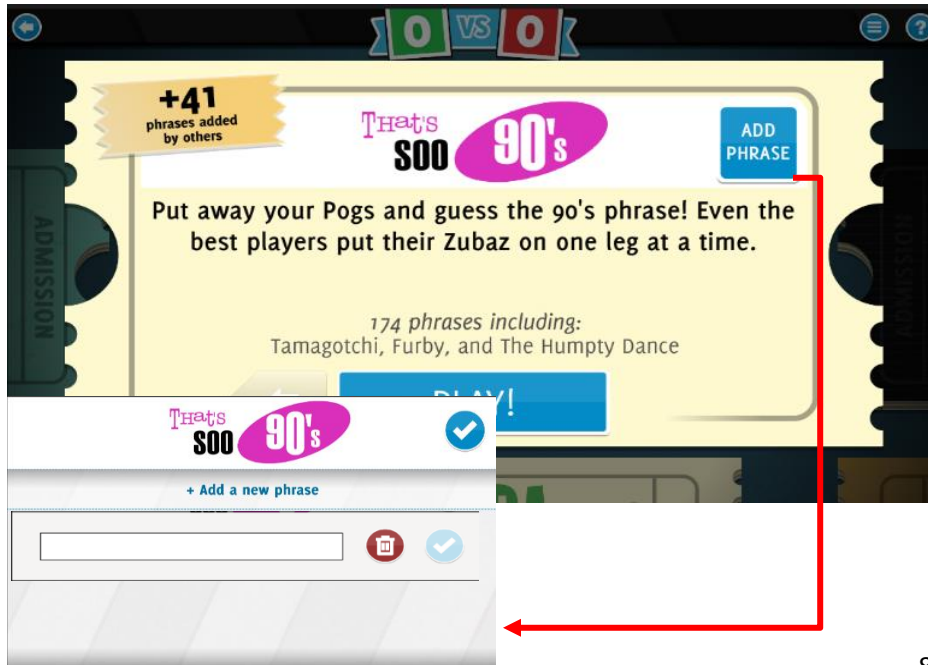 0 VS 0
?
+41
phrases added
by others
THat's
SOO 90's
ADD
PHRASE
Put away your Pogs and guess the 90's phrase! Even the
best players put their Zubaz on one leg at a time.
ADMISSION
ADMISSION
174 phrases including:
Tamagotchi, Furby, and The Humpty Dance
PLAY!
THat's
SOO 90's
+ Add a new phrase